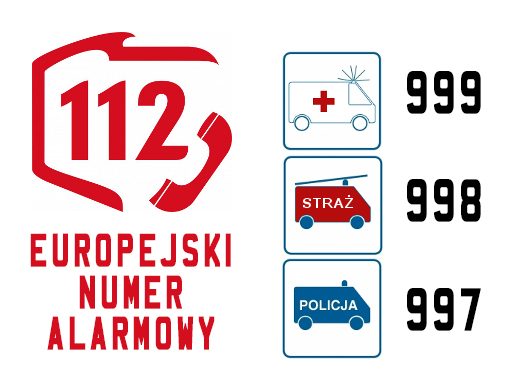 112
EUROPEJSKI
NUMER
ALARMOWY
999
STRAŻ
998
POLICJA
997